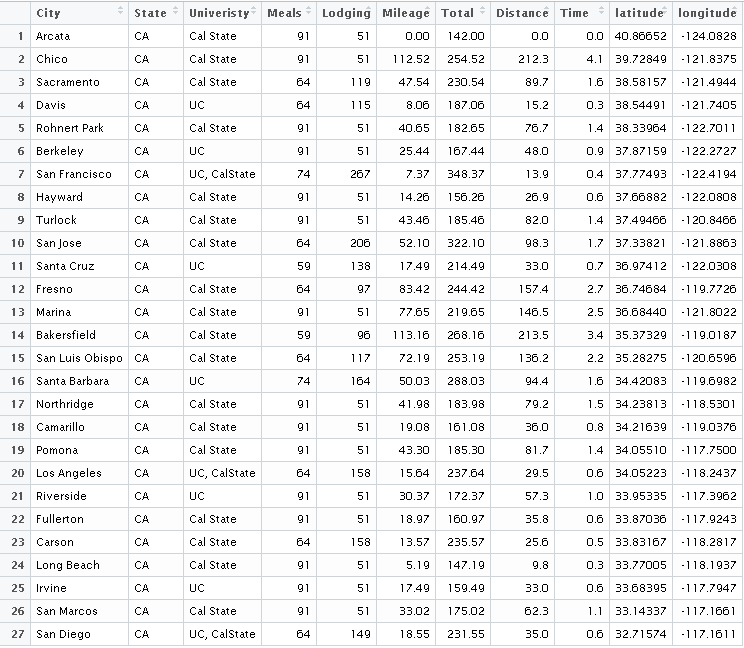 City State Univeristy Meals Lodging Mileage Total Distance Time latitude longitude
1 Arcata CA Cal State 91 51 0.00 142.00 0.0 0.0 40.86652 -124.0828
2 Chico CA Cal State 91 51 112.52 254.52 212.3 4.1 39.72849 -121.8375
3 Sacramento CA Cal State 64 119 47.54 230.54 89.7 1.6 38.58157 -121.4944
4 Davis CA UC 64 115 8.06 187.06 15.2 0.3 38.54491 -121.7405
5 Rohnert Park CA Cal State 91 51 40.65 182.65 76.7 1.4 38.33964 -122.7011
6 Berkeley CA UC 91 51 25.44 167.44 48.0 0.9 37.87159 -122.2727
7 San Francisco CA UC, CalState 74 267 7.37 348.37 13.9 0.4 37.77493 -122.4194
8 Hayward CA Cal State 91 51 14.26 156.26 26.9 0.6 37.66882 -122.0808
9 Turlock CA Cal State 91 51 43.46 185.46 82.0 1.4 37.49466 -120.8466
10 San Jose CA Cal State 64 206 52.10 322.10 98.3 1.7 37.33821 -121.8863
11 Santa Cruz CA UC 59 138 17.49 214.49 33.0 0.7 36.97412 -122.0308
12 Fresno CA Cal State 64 97 83.42 244.42 157.4 2.7 36.74684 -119.7726
13 Marina CA Cal State 91 51 77.65 219.65 146.5 2.5 36.68440 -121.8022
14 Bakersfield CA Cal State 59 96 113.16 268.16 213.5 3.4 35.37329 -119.0187
15 San Luis Obispo CA Cal State 64 117 72.19 253.19 136.2 2.2 35.28275 -120.6596
16 Santa Barbara CA UC 74 164 50.03 288.03 94.4 1.6 34.42083 -119.6982
17 Northridge CA Cal State 91 51 41.98 183.98 79.2 1.5 34.23813 -118.5301
18 Camarillo CA Cal State 91 51 19.08 161.08 36.0 0.8 34.21639 -119.0376
19 Pomona CA Cal State 91 51 43.30 185.30 81.7 1.4 34.05510 -117.7500
20 Los Angeles CA UC, CalState 64 158 15.64 237.64 29.5 0.6 34.05223 -118.2437
21 Riverside CA UC 91 51 30.37 172.37 57.3 1.0 33.95335 -117.3962
22 Fullerton CA Cal State 91 51 18.97 160.97 35.8 0.6 33.87036 -117.9243
23 Carson CA Cal State 64 158 13.57 235.57 25.6 0.5 33.83167 -118.2817
24 Long Beach CA Cal State 91 51 5.19 147.19 9.8 0.3 33.77005 -118.1937
25 Irvine CA UC 91 51 17.49 159.49 33.0 0.6 33.68395 -117.7947
26 San Marcos CA Cal State 91 51 33.02 175.02 62.3 1.1 33.14337 -117.1661
27 San Diego CA UC, CalState 64 149 18.55 231.55 35.0 0.6 32.71574 -117.1611